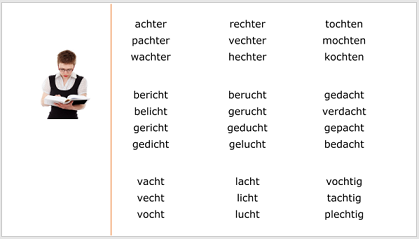 achter rechter tochten
pachter vechter mochten
wachter hechter kochten
bericht berucht gedacht
belicht gerucht verdacht
gericht geducht gepacht
gedicht gelucht bedacht
vacht lacht vochtig
vecht licht tachtig
vocht lucht plechtig